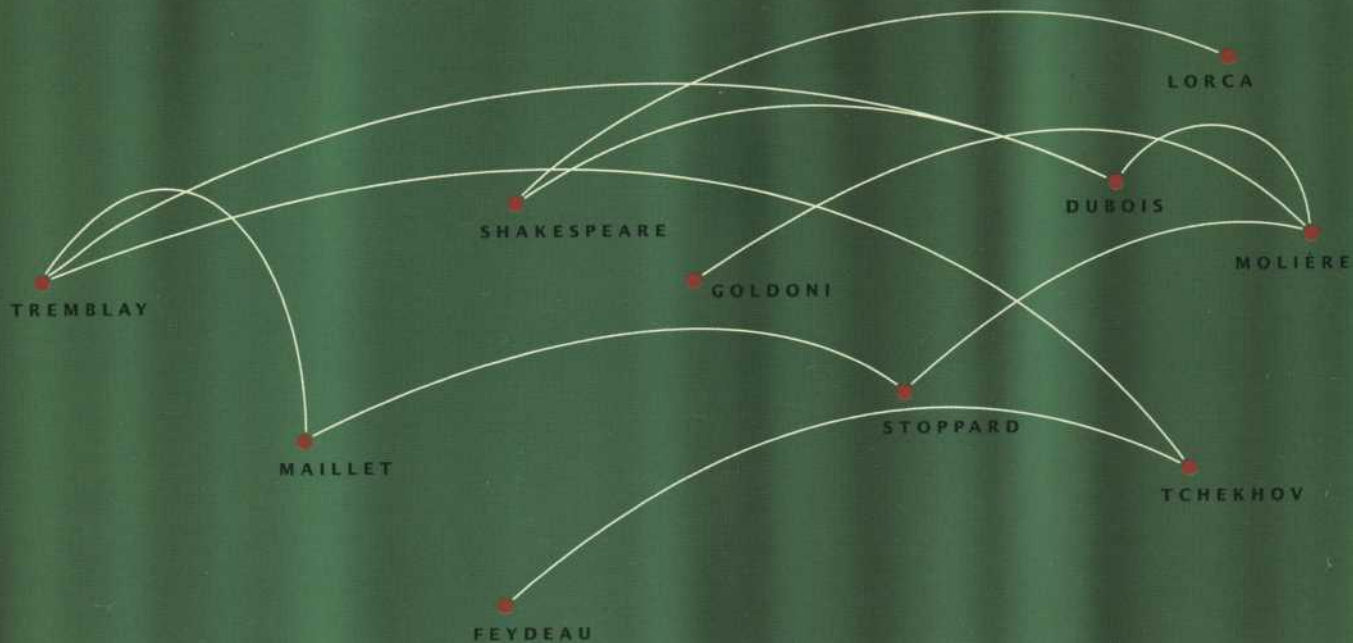 LORCA
DUBOIS
SHAKESPEARE
MOLIÈRE
GOLDONI
TREMBLAY
STOPPARD
MAILLET
TCHEKHOV
FEYDEAU